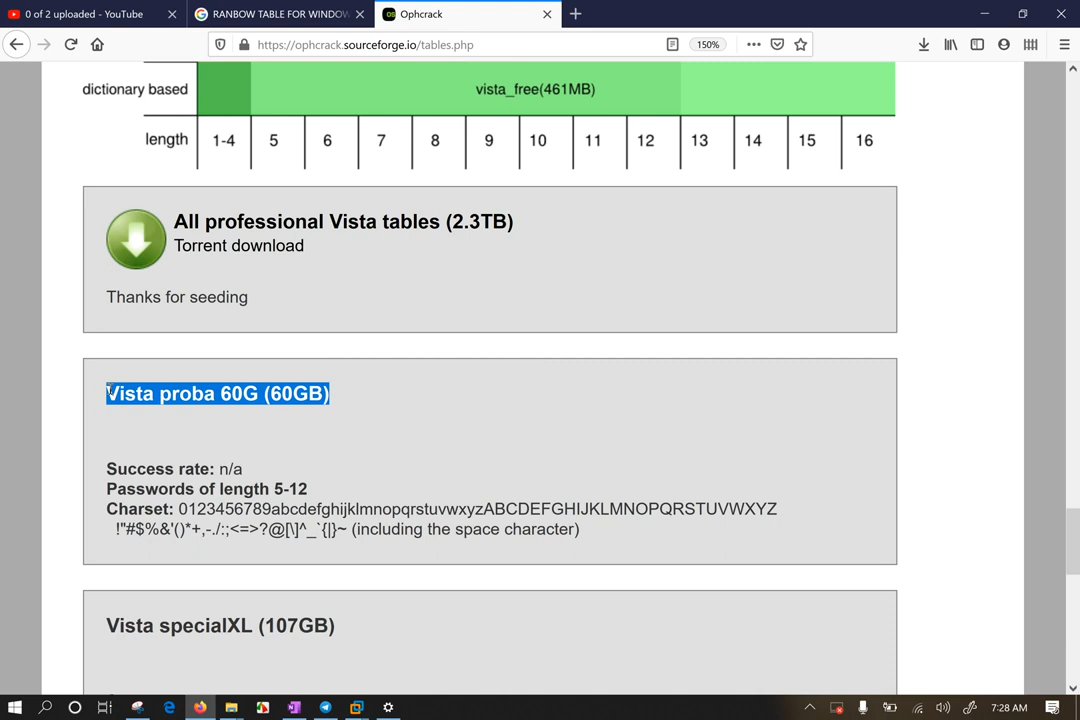 0 of 2 uploaded - YouTube
RANBOW TABLE FOR WINDOW
Ophcrack
https://ophcrack.sourceforge.io/tables.php
150%
dictionary based
vista_free(461MB)
length
1-4 5 6 7 8 9 10 11 12 13 14 15 16
All professional Vista tables (2.3TB)
Torrent download
Thanks for seeding
Vista proba 60G (60GB)
Success rate: n/a
Passwords of length 5-12
Charset: 0123456789abcdefghijklmnopqrstuvwxyzABCDEFGHIJKLMNOPQRSTUVWXYZ
!"#$%&'()*+,-./:;<=>?@[\]^_`{|}~ (including the space character)
Vista specialXL (107GB)
7:28 AM